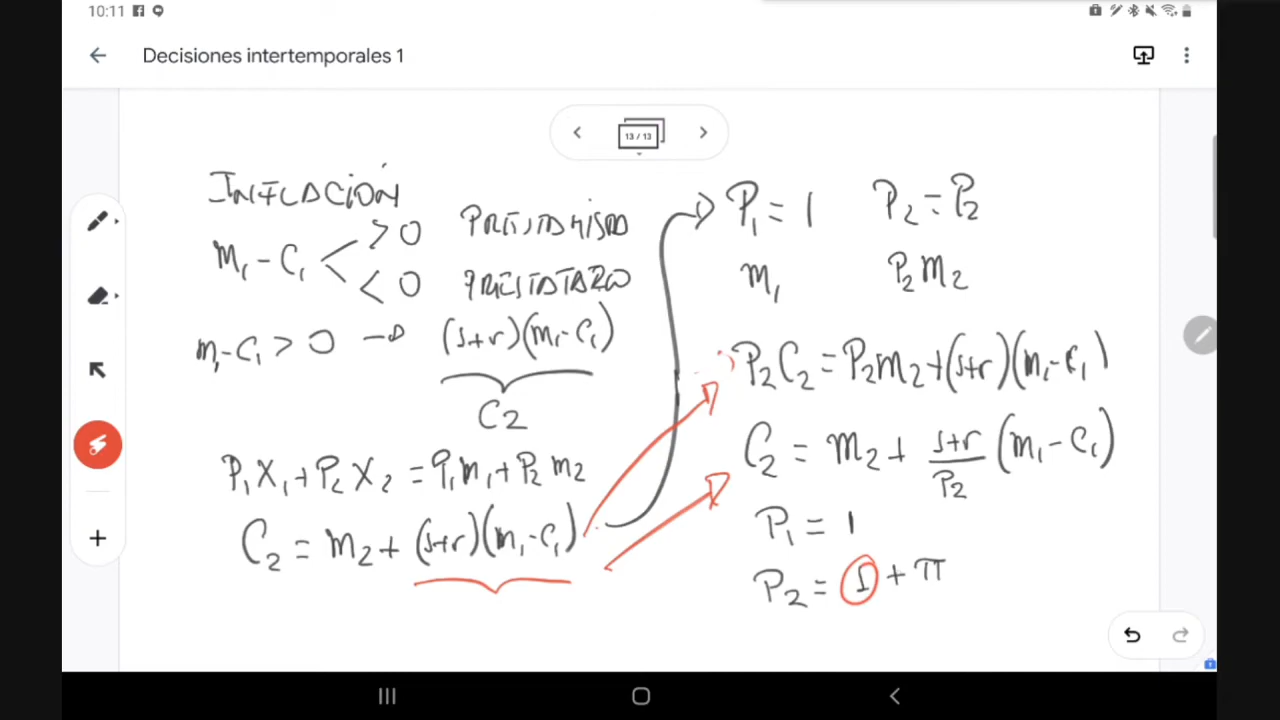 10:11
Decisiones intertemporales 1
13 / 13
INFLACIÓN
m₁ - C₁ < > 0 PRESTAMISTA
< 0 PRESTATARIO
m₁ - C₁ > 0 → (1+r)(m₁-C₁)
C₂
P₁X₁ + P₂X₂ = P₁m₁ + P₂m₂
C₂ = m₂ + (1+r)(m₁-C₁)
P₁ = 1 P₂ = P₂
m₁ P₂m₂
P₂C₂ = P₂m₂ + (1+r)(m₁-C₁)
C₂ = m₂ + (1+r)/P₂ (m₁-C₁)
P₁ = 1
P₂ = 1 + π